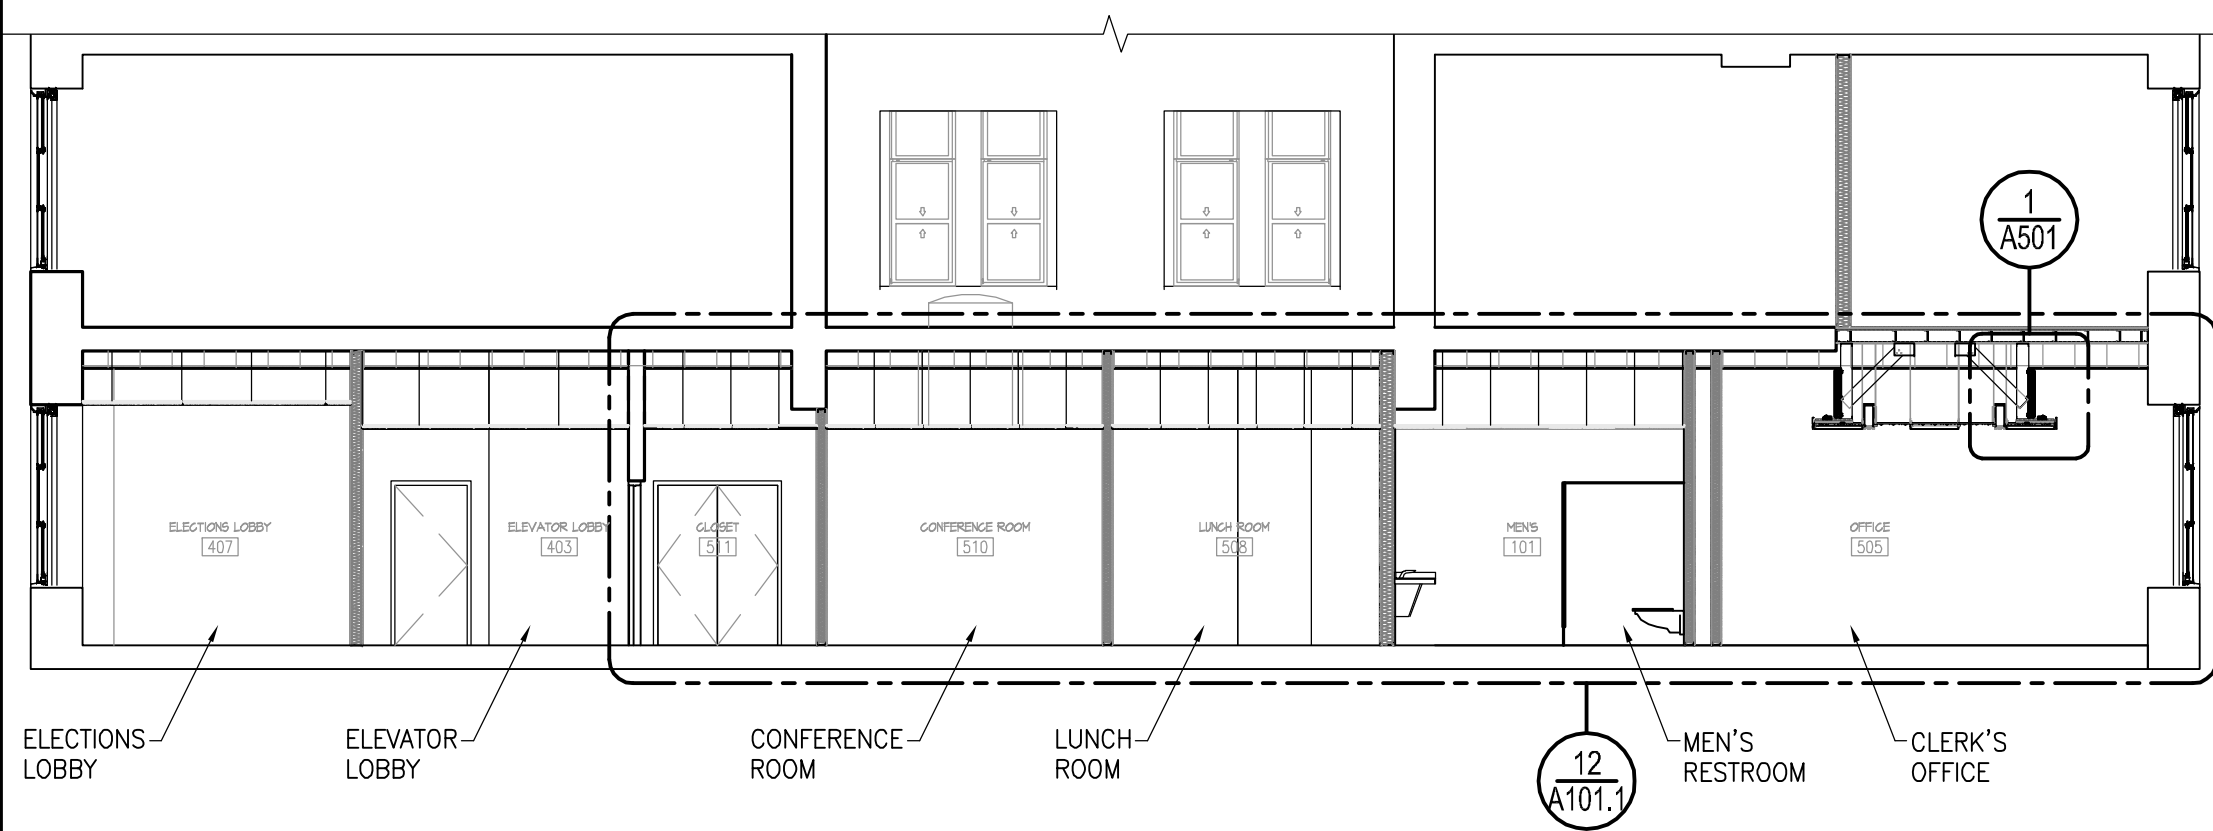 1
A501
ELECTIONS LOBBY
407
ELEVATOR LOBBY
403
CLOSET
511
CONFERENCE ROOM
510
LUNCH ROOM
508
MEN'S
101
OFFICE
505
ELECTIONS
LOBBY
ELEVATOR
LOBBY
CONFERENCE
ROOM
LUNCH
ROOM
12
A101.1
MEN'S
RESTROOM
CLERK'S
OFFICE